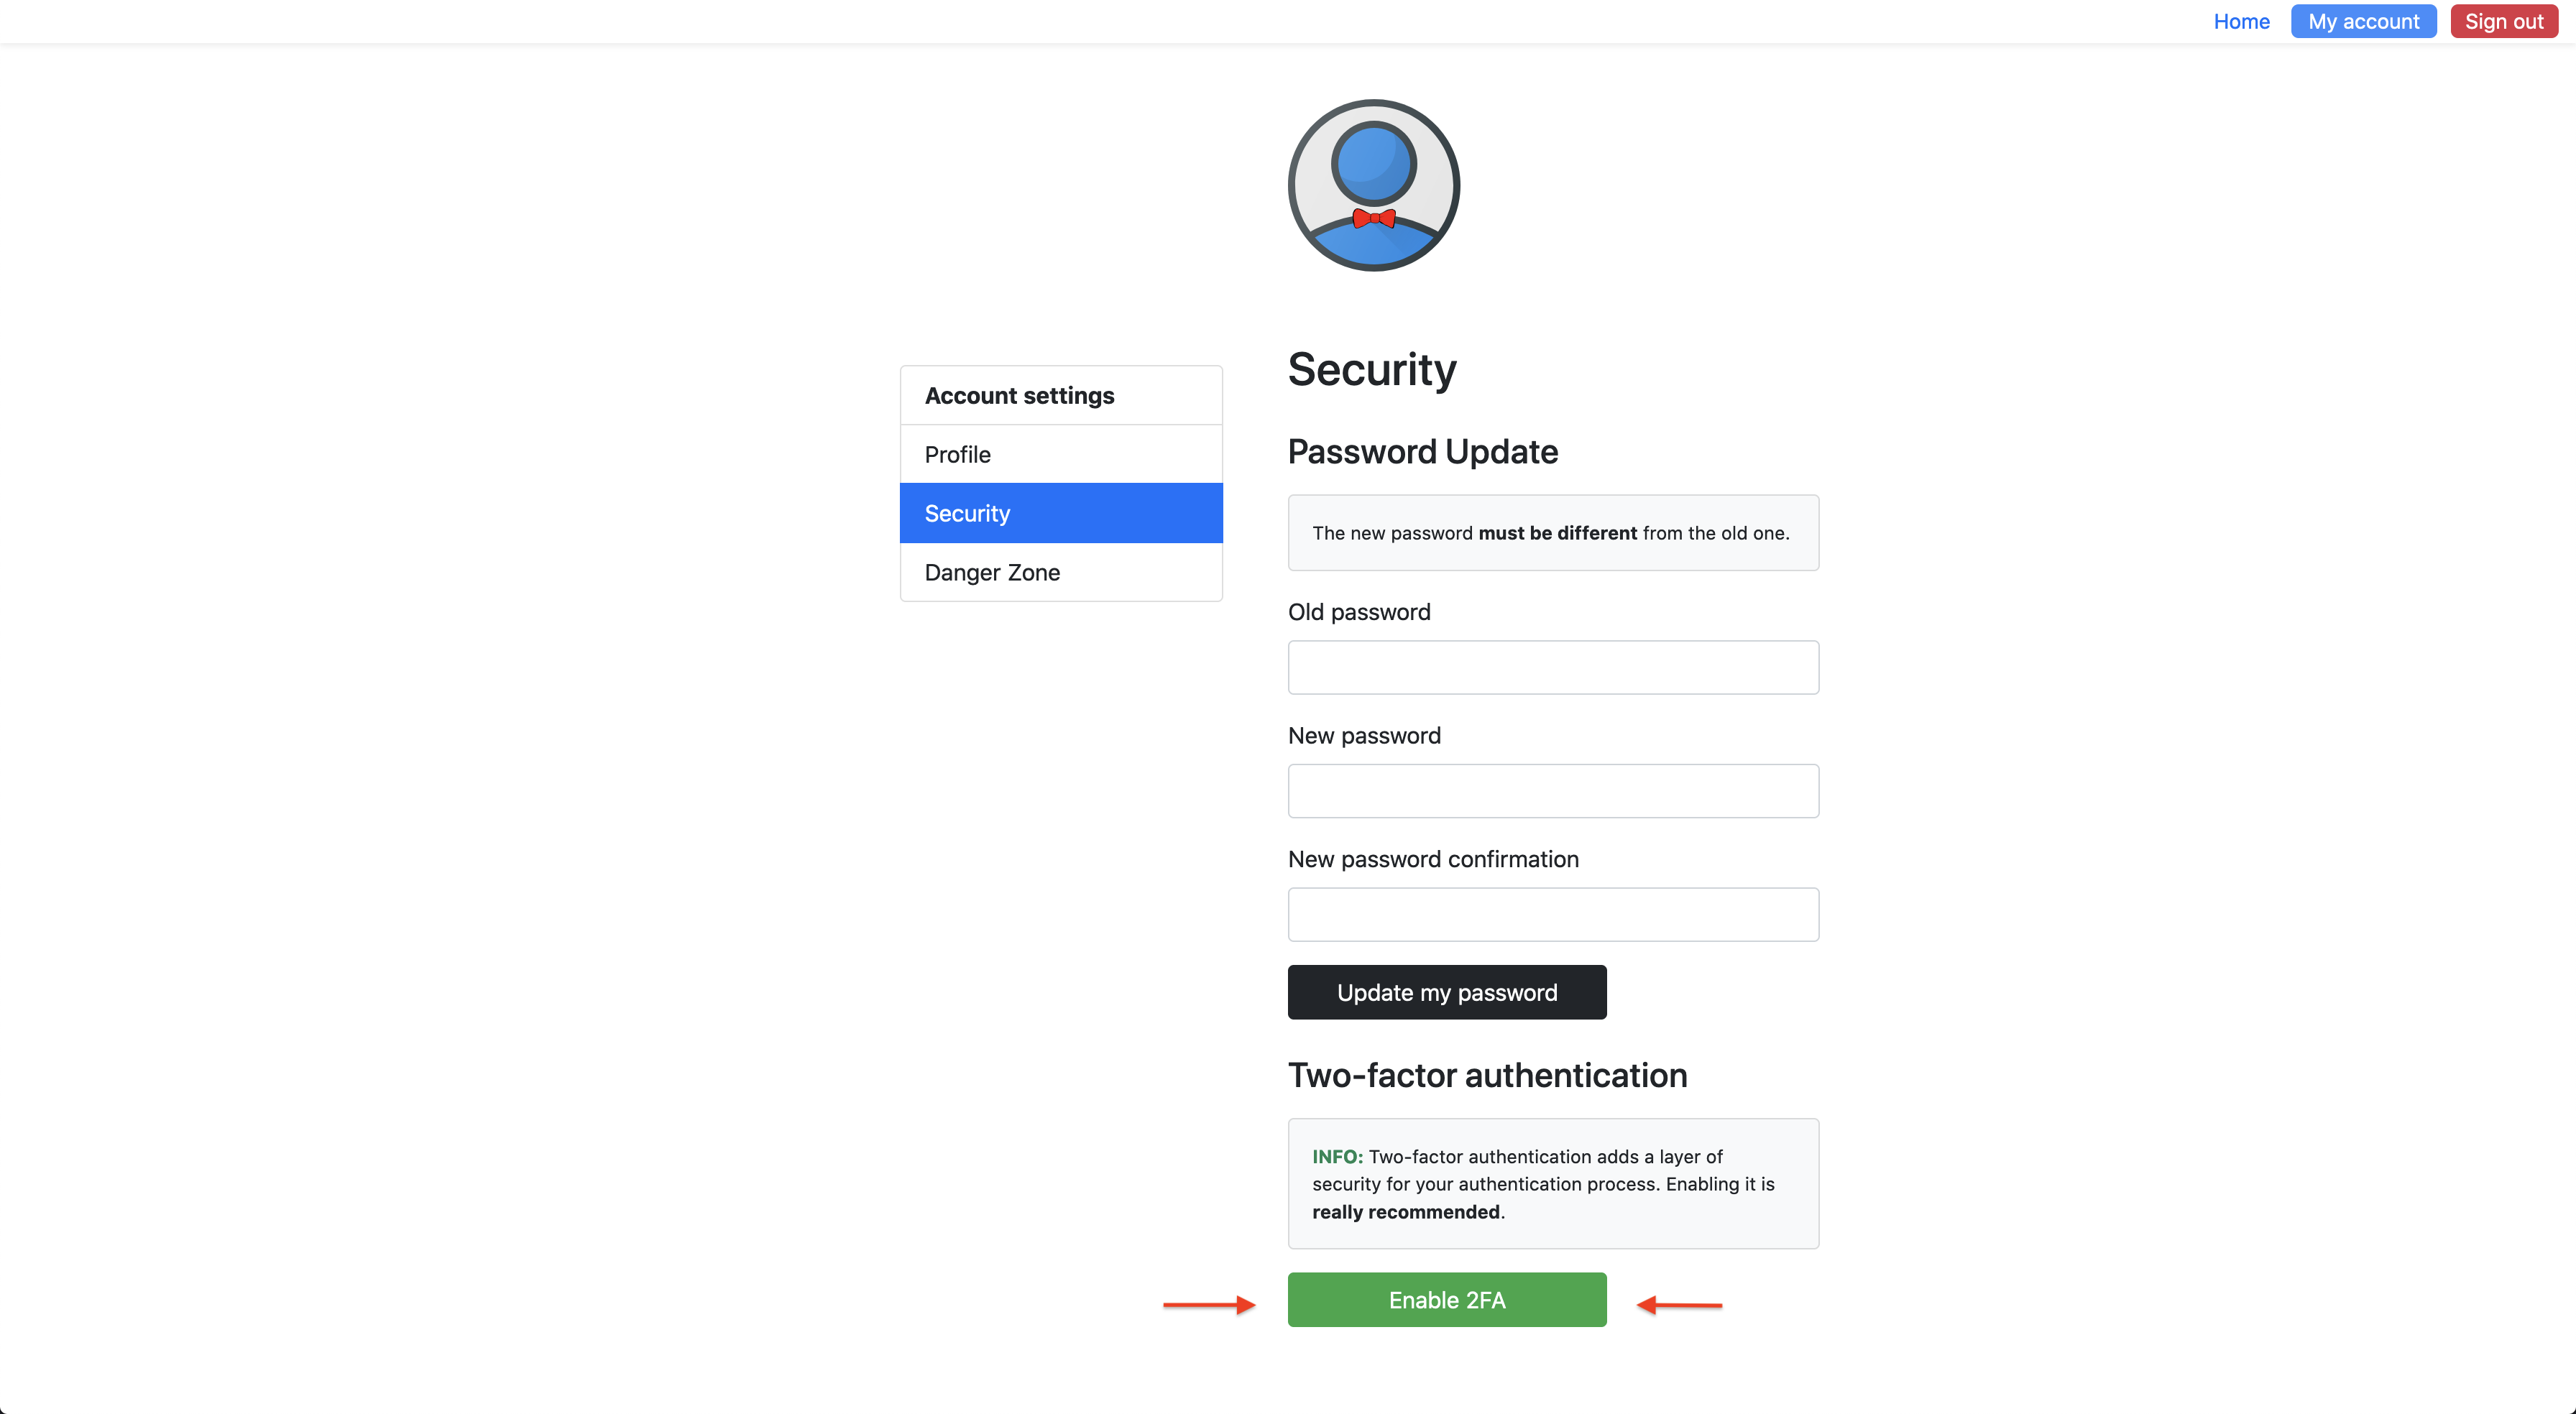 Home My account Sign out
Account settings
Profile
Security
Danger Zone
Security
Password Update
The new password must be different from the old one.
Old password
New password
New password confirmation
Update my password
Two-factor authentication
INFO: Two-factor authentication adds a layer of
security for your authentication process. Enabling it is
really recommended.
Enable 2FA